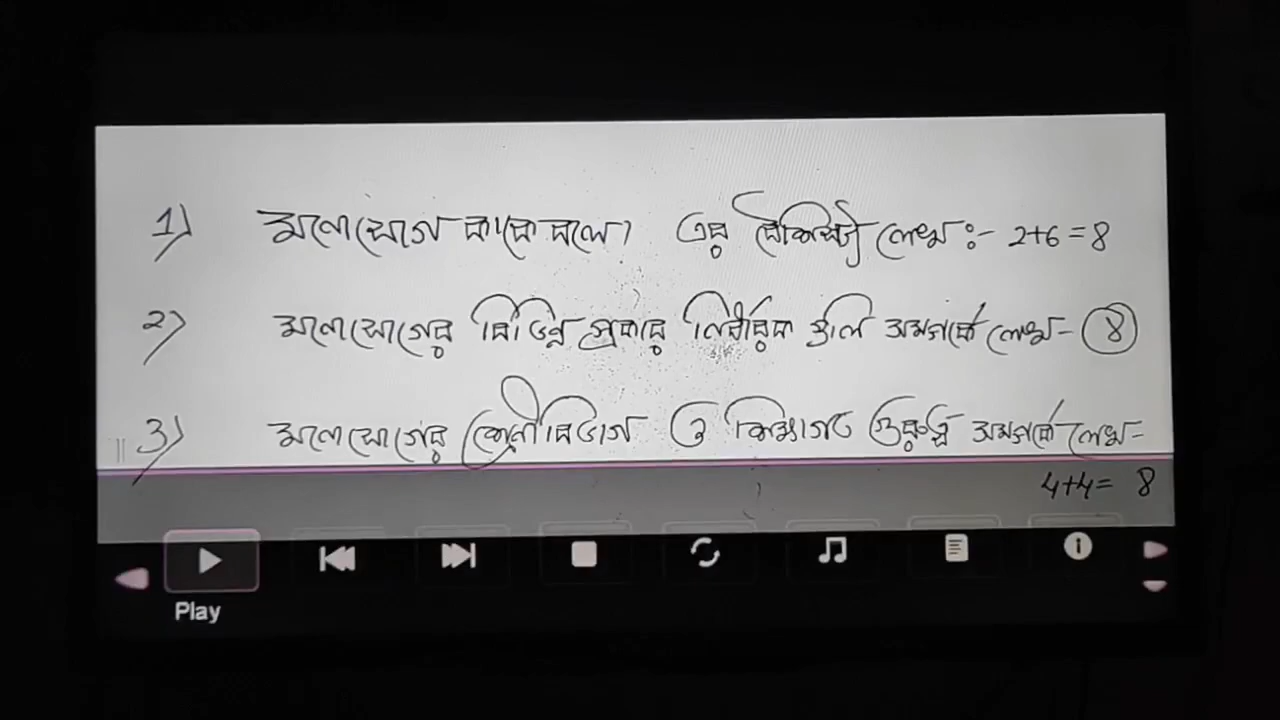 1) মনোযোগ কাকে বলে? এর বৈশিষ্ট্য লেখ :- 2+6=8
2) মনোযোগের বিভিন্ন প্রকার নির্ধারক গুলি সম্পর্কে লেখ- 8
3) মনোযোগের শ্রেণীবিভাগ ও শিক্ষাগত গুরুত্ব সম্পর্কে লেখ-
4+4= 8
Play